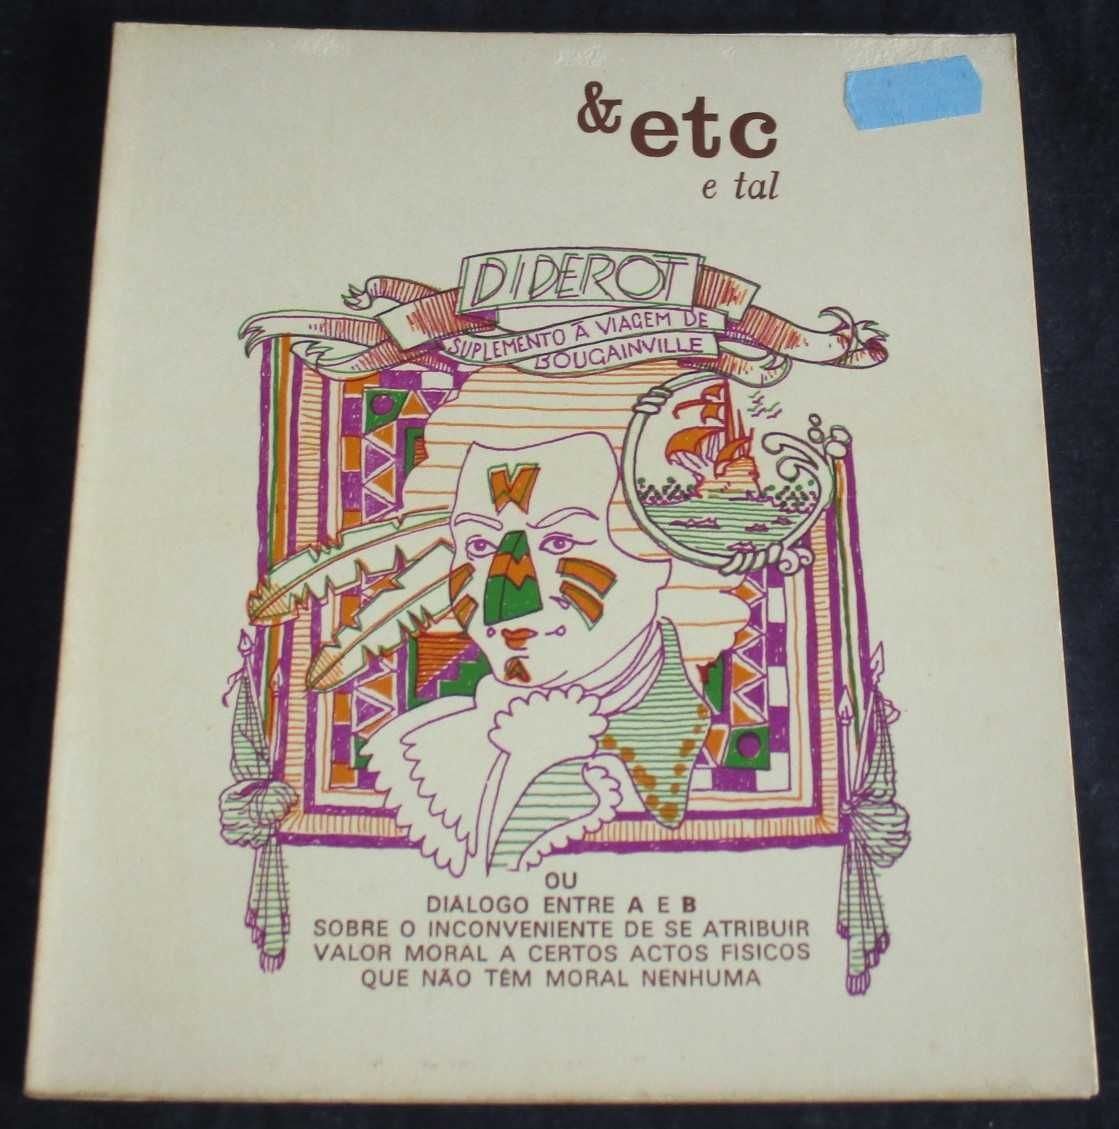 &etc
e tal
DIDEROT
SUPLEMENTO À VIAGEM DE
BOUGAINVILLE
OU
DIÁLOGO ENTRE A E B
SOBRE O INCONVENIENTE DE SE ATRIBUIR
VALOR MORAL A CERTOS ACTOS FISICOS
QUE NÃO TÊM MORAL NENHUMA